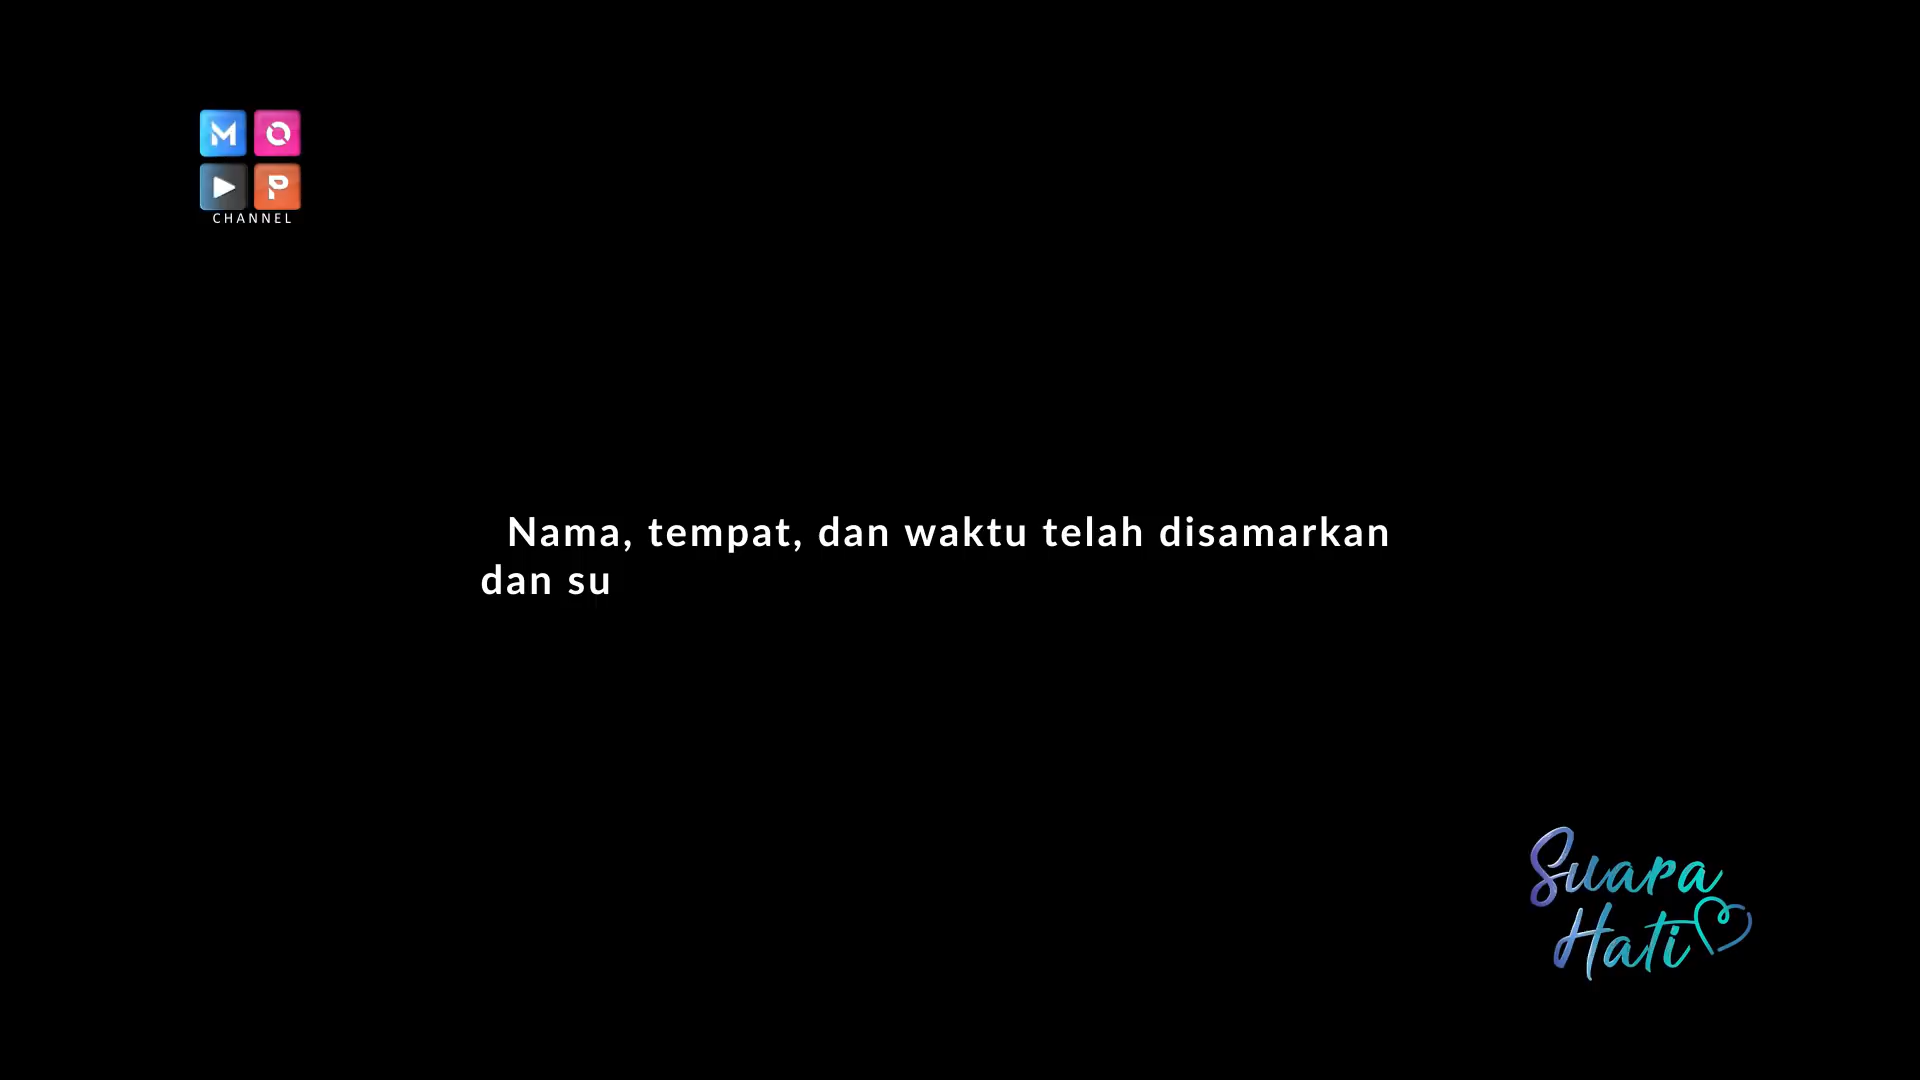 M O
P
CHANNEL
Nama, tempat, dan waktu telah disamarkan
dan su
Suara
Hati